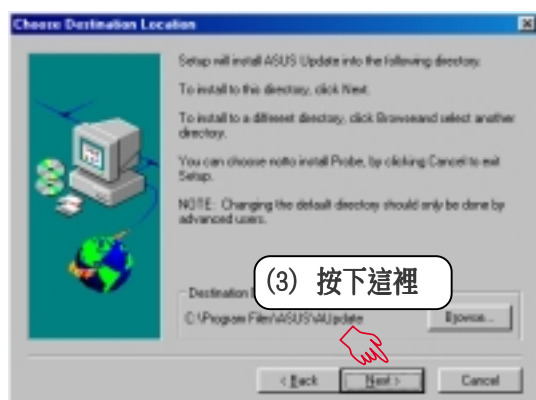 Choose Destination Location
Setup will install ASUS Update into the following directory.
To install to this directory, click Next.
To install to a different directory, click Browseand select another
directory.
You can choose notto install Probe, by clicking Cancel to exit
Setup.
NOTE: Changing the default directory should only be done by
advanced users.
(3) 按下這裡
Destination
C:\Program Files\ASUS\AUpdate
Browse...
< Back
Next >
Cancel